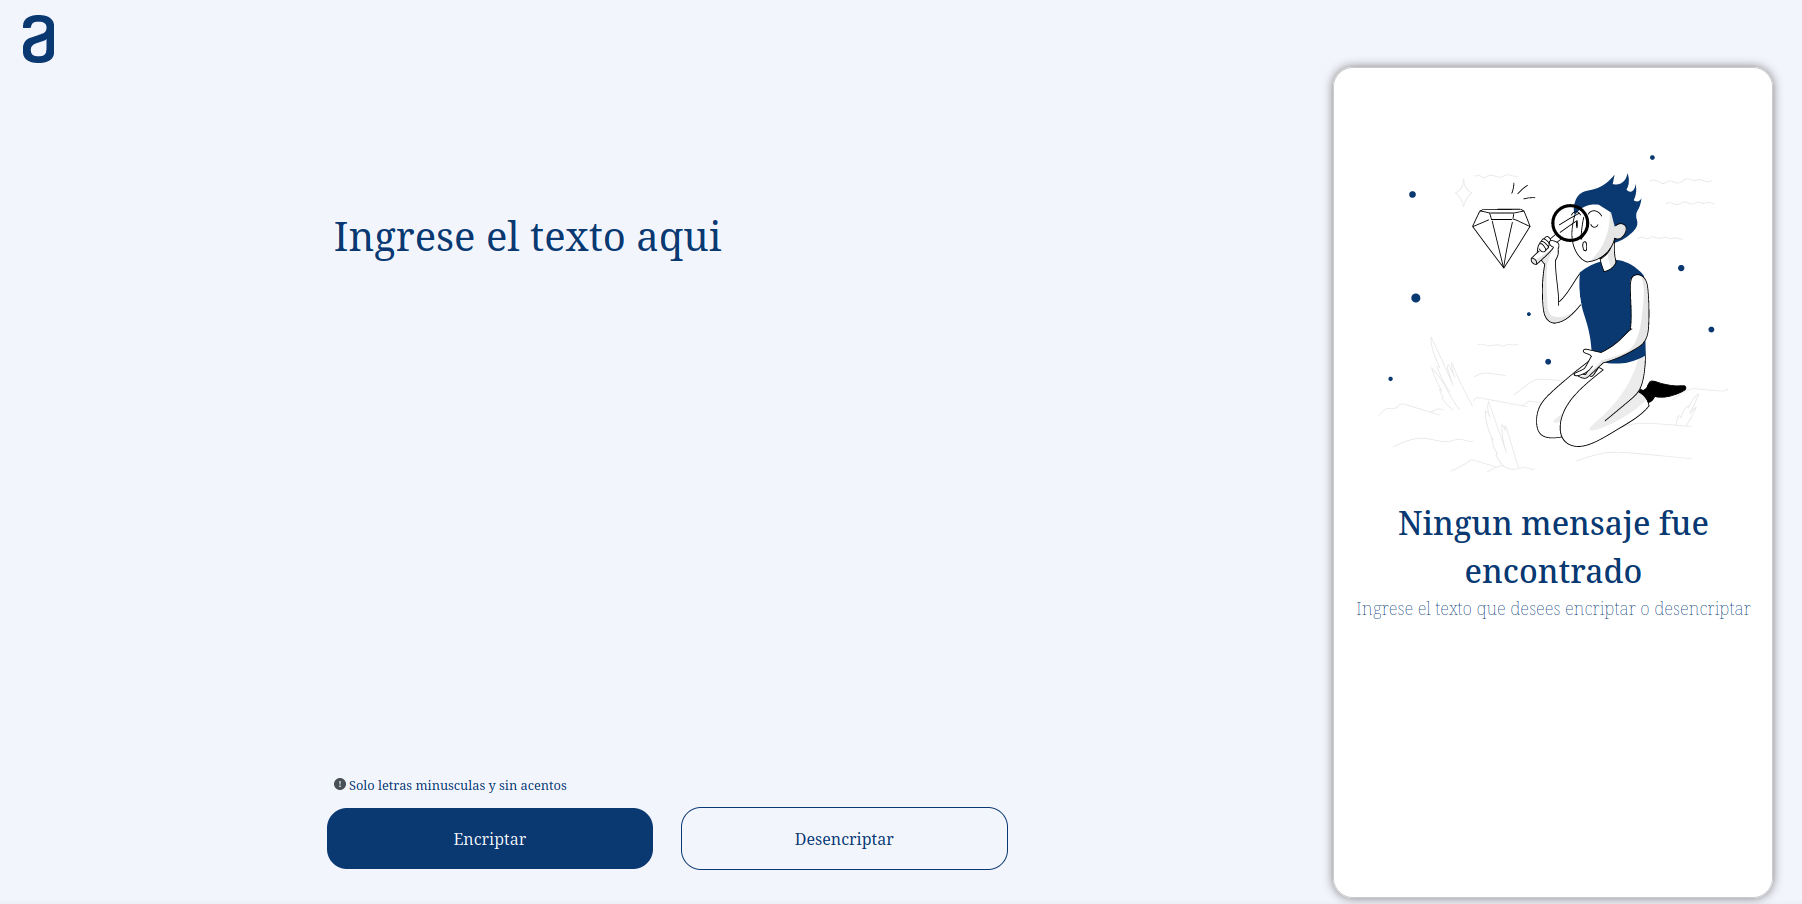 a
Ingrese el texto aqui
Solo letras minusculas y sin acentos
Encriptar
Desencriptar
Ningun mensaje fue
encontrado
Ingrese el texto que desees encriptar o desencriptar